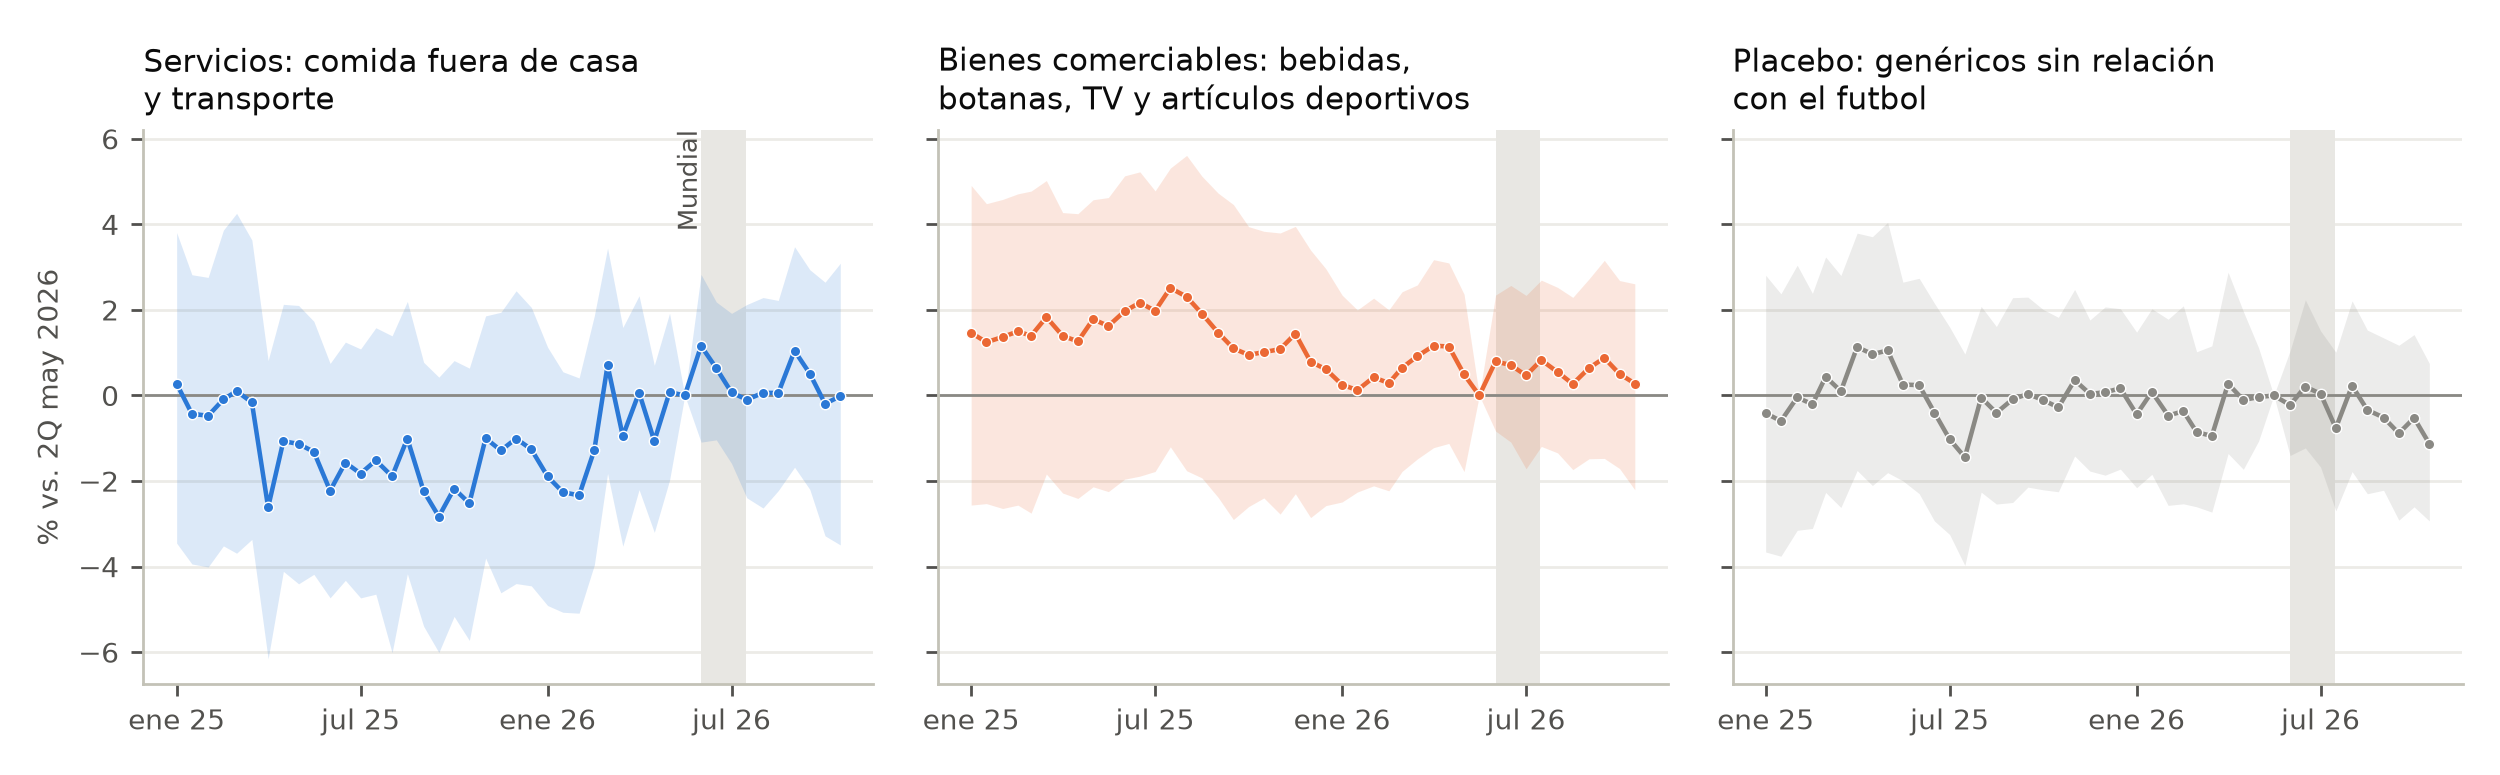 Servicios: comida fuera de casa
y transporte
Bienes comerciables: bebidas,
botanas, TV y artículos deportivos
Placebo: genéricos sin relación
con el futbol
% vs. 2Q may 2026
6
4
2
0
−2
−4
−6
Mundial
ene 25
jul 25
ene 26
jul 26
ene 25
jul 25
ene 26
jul 26
ene 25
jul 25
ene 26
jul 26